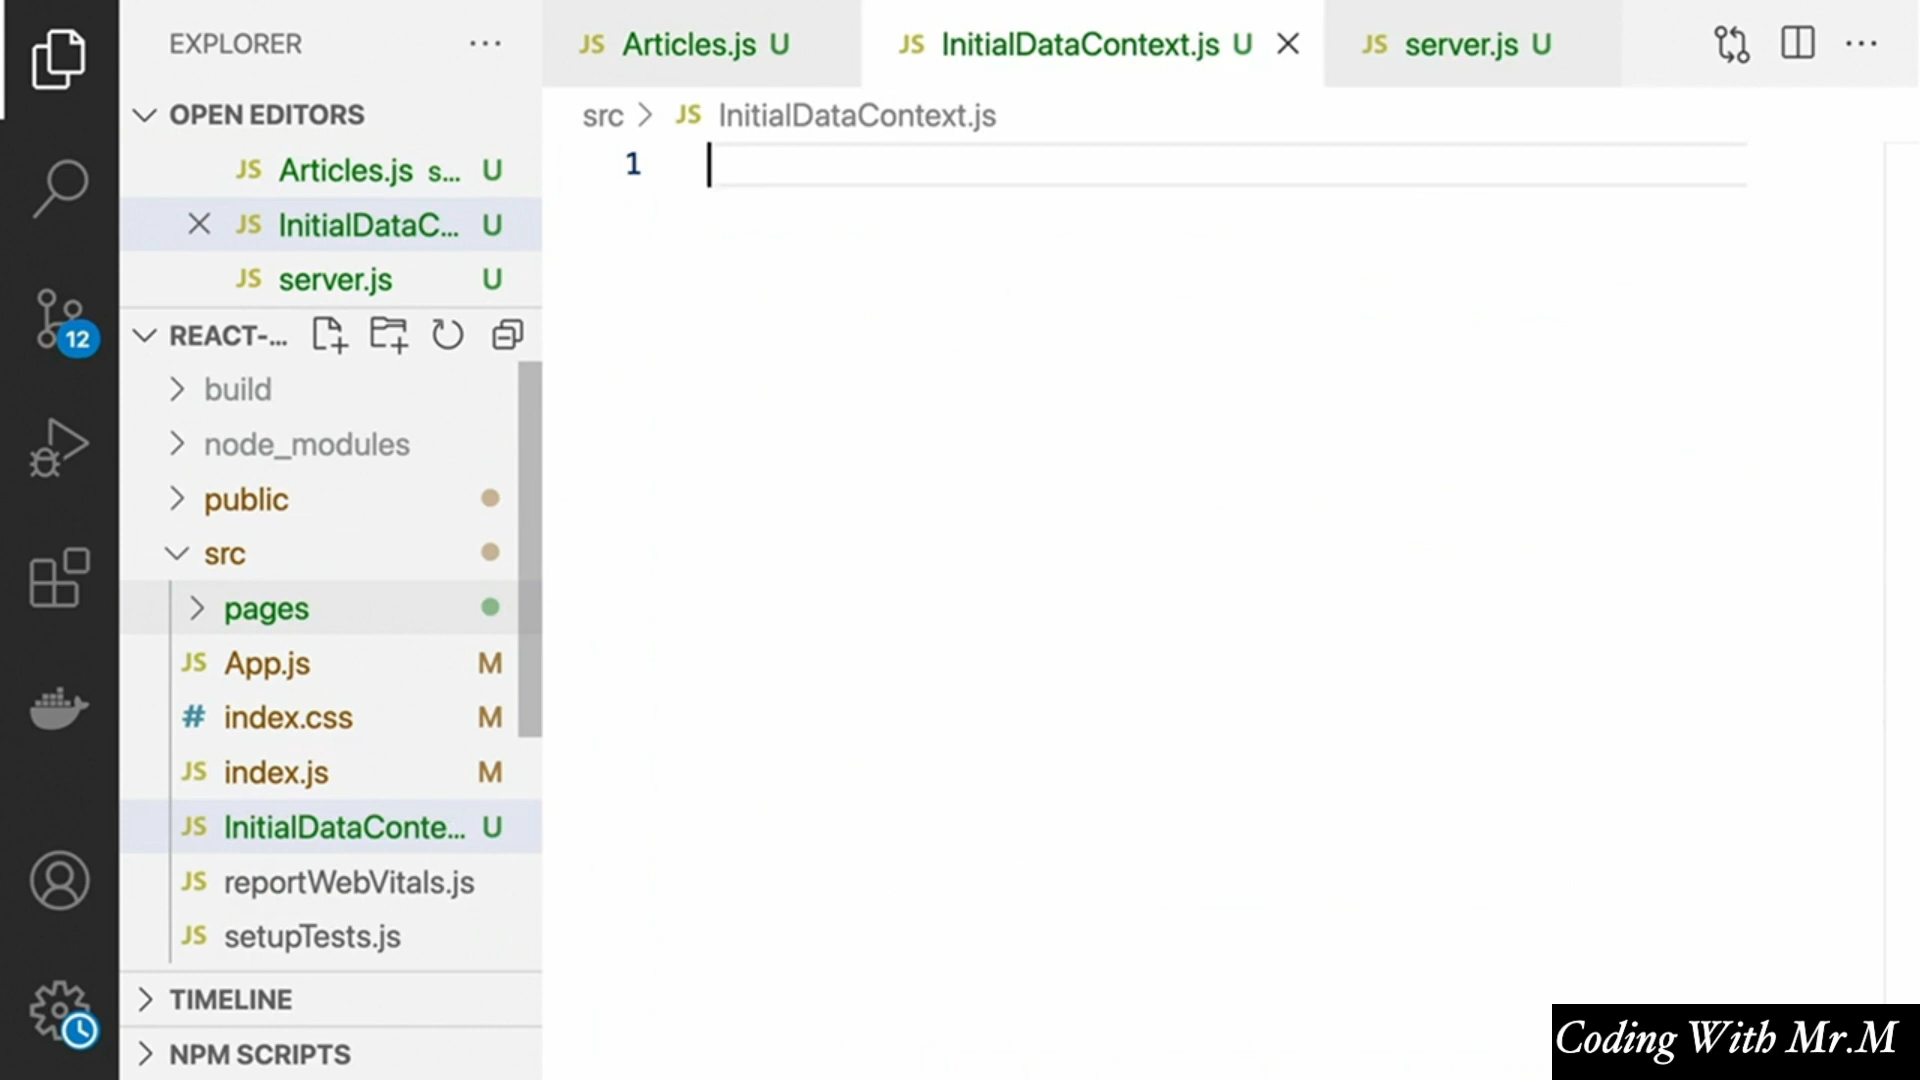 EXPLORER
JS Articles.js U
JS InitialDataContext.js U
JS server.js U
OPEN EDITORS
src
JS InitialDataContext.js
JS Articles.js s... U
1
JS InitialDataC... U
JS server.js U
12
REACT-...
build
node_modules
public
src
pages
JS App.js M
# index.css M
JS index.js M
JS InitialDataConte... U
JS reportWebVitals.js
JS setupTests.js
TIMELINE
NPM SCRIPTS
Coding With Mr.M